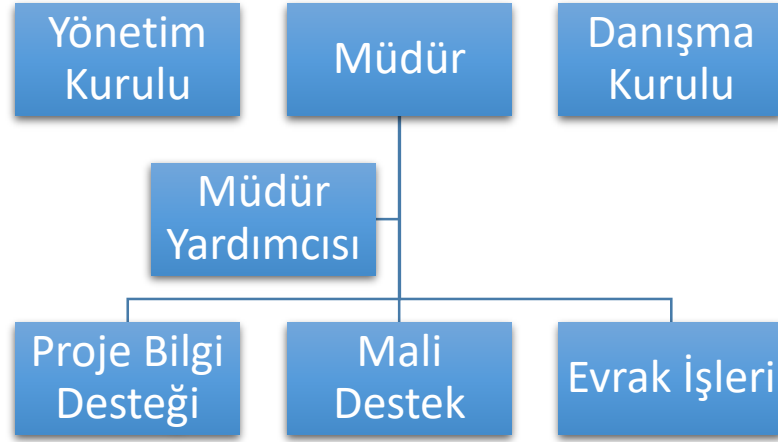 Yönetim
Kurulu
Müdür
Danışma
Kurulu
Müdür
Yardımcısı
Proje Bilgi
Desteği
Mali
Destek
Evrak İşleri